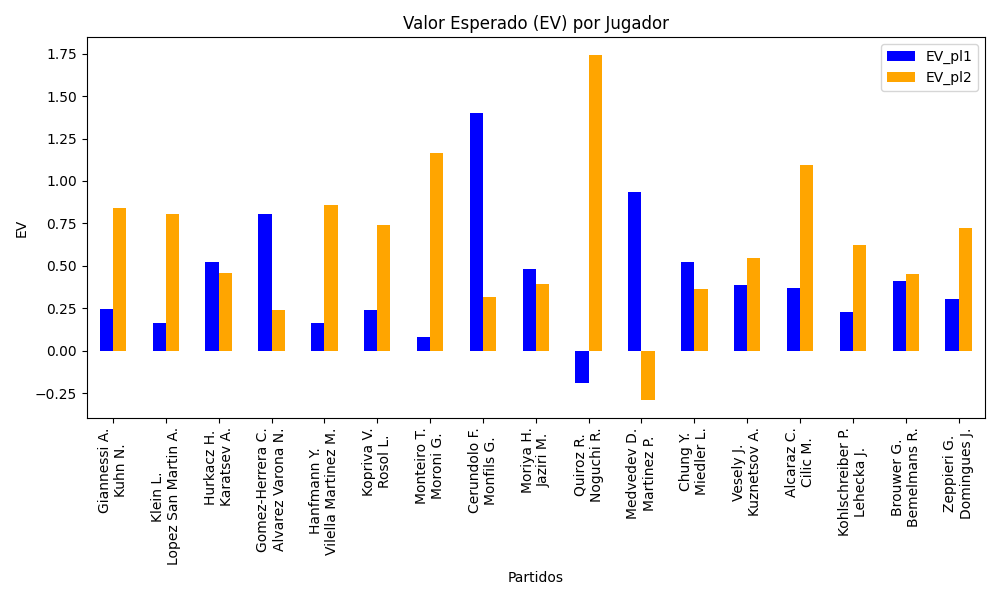 Valor Esperado (EV) por Jugador
EV_pl1
EV_pl2
EV
1.75
1.50
1.25
1.00
0.75
0.50
0.25
0.00
−0.25
Giannessi A.
Kuhn N.
Klein L.
Lopez San Martin A.
Hurkacz H.
Karatsev A.
Gomez-Herrera C.
Alvarez Varona N.
Hanfmann Y.
Vilella Martinez M.
Kopriva V.
Rosol L.
Monteiro T.
Moroni G.
Cerundolo F.
Monfils G.
Moriya H.
Jaziri M.
Quiroz R.
Noguchi R.
Medvedev D.
Martinez P.
Chung Y.
Miedler L.
Vesely J.
Kuznetsov A.
Alcaraz C.
Cilic M.
Kohlschreiber P.
Lehecka J.
Brouwer G.
Bemelmans R.
Zeppieri G.
Domingues J.
Partidos